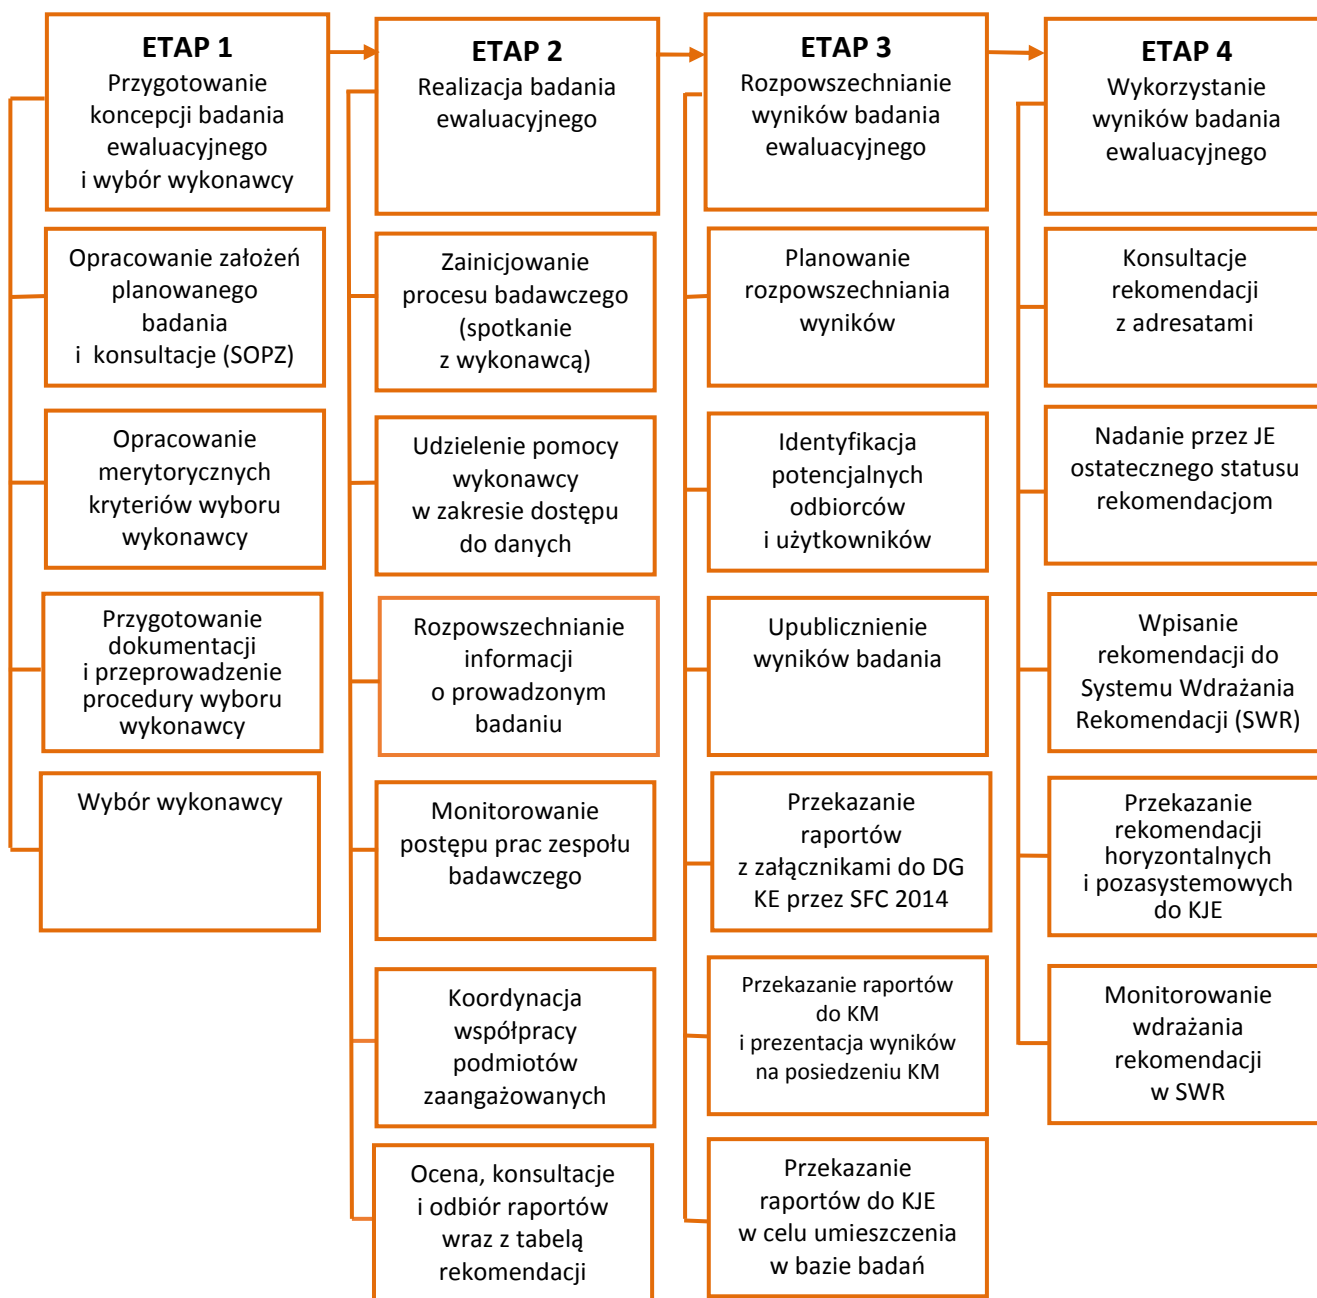 ETAP 1
Przygotowanie
koncepcji badania
ewaluacyjnego
i wybór wykonawcy
Opracowanie założeń
planowanego
badania
i konsultacje (SOPZ)
Opracowanie
merytorycznych
kryteriów wyboru
wykonawcy
Przygotowanie
dokumentacji
i przeprowadzenie
procedury wyboru
wykonawcy
Wybór wykonawcy
ETAP 2
Realizacja badania
ewaluacyjnego
Zainicjowanie
procesu badawczego
(spotkanie
z wykonawcą)
Udzielenie pomocy
wykonawcy
w zakresie dostępu
do danych
Rozpowszechnianie
informacji
o prowadzonym
badaniu
Monitorowanie
postępu prac zespołu
badawczego
Koordynacja
współpracy
podmiotów
zaangażowanych
Ocena, konsultacje
i odbiór raportów
wraz z tabelą
rekomendacji
ETAP 3
Rozpowszechnianie
wyników badania
ewaluacyjnego
Planowanie
rozpowszechniania
wyników
Identyfikacja
potencjalnych
odbiorców
i użytkowników
Upublicznienie
wyników badania
Przekazanie
raportów
z załącznikami do DG
KE przez SFC 2014
Przekazanie raportów
do KM
i prezentacja wyników
na posiedzeniu KM
Przekazanie
raportów do KJE
w celu umieszczenia
w bazie badań
ETAP 4
Wykorzystanie
wyników badania
ewaluacyjnego
Konsultacje
rekomendacji
z adresatami
Nadanie przez JE
ostatecznego statusu
rekomendacjom
Wpisanie
rekomendacji do
Systemu Wdrażania
Rekomendacji (SWR)
Przekazanie
rekomendacji
horyzontalnych
i pozasystemowych
do KJE
Monitorowanie
wdrażania
rekomendacji
w SWR